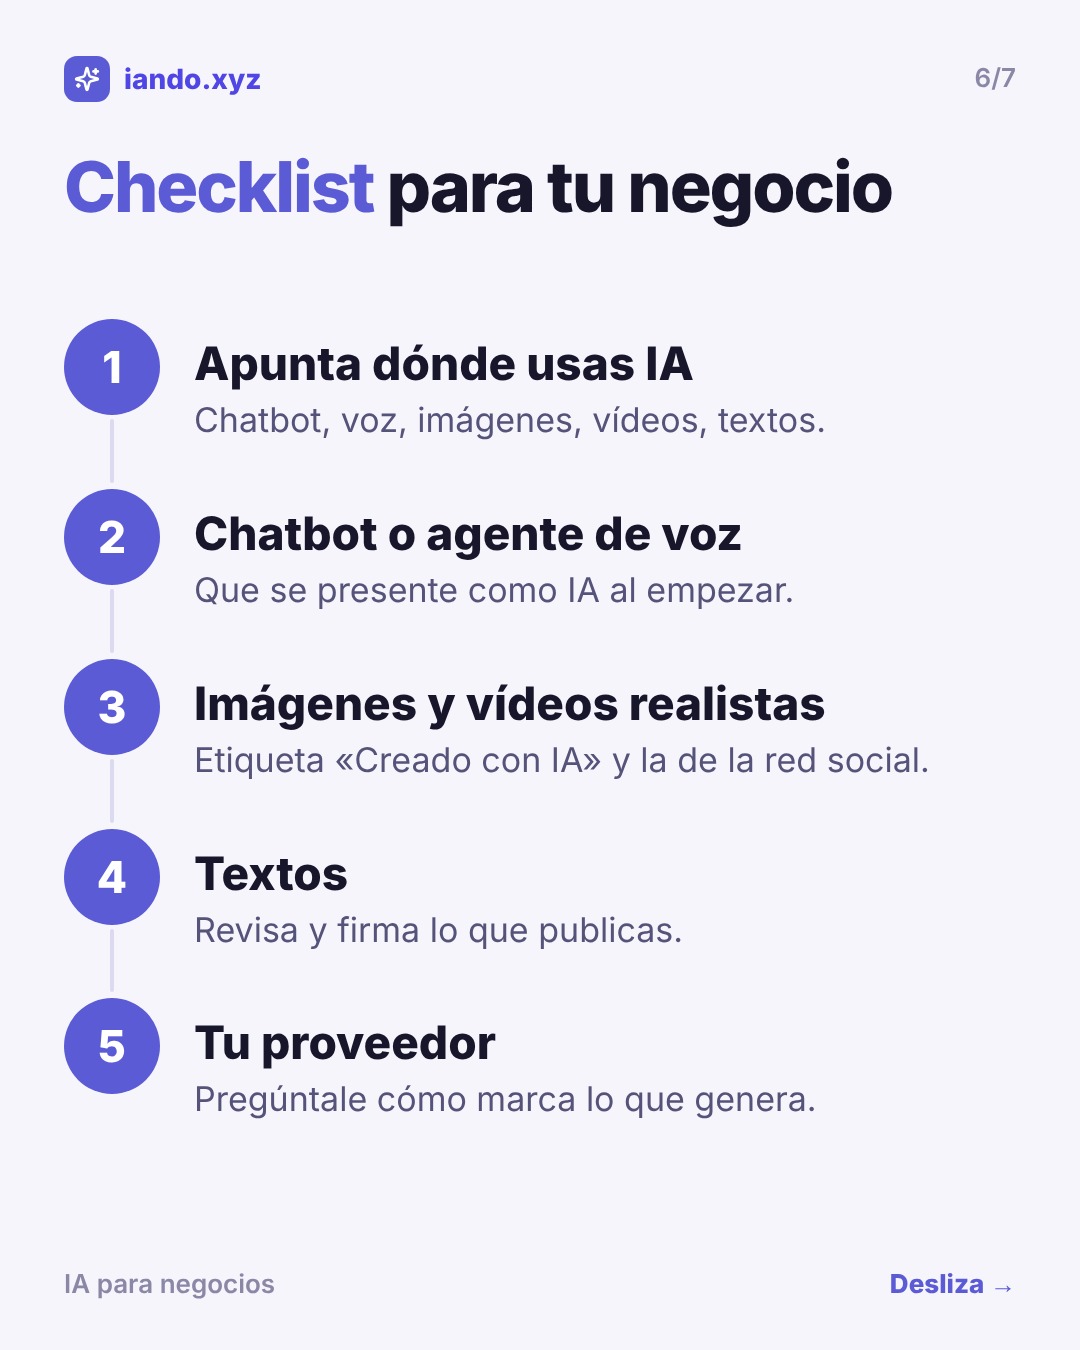 iando.xyz
6/7
Checklist para tu negocio
1
Apunta dónde usas IA
Chatbot, voz, imágenes, vídeos, textos.
2
Chatbot o agente de voz
Que se presente como IA al empezar.
3
Imágenes y vídeos realistas
Etiqueta «Creado con IA» y la de la red social.
4
Textos
Revisa y firma lo que publicas.
5
Tu proveedor
Pregúntale cómo marca lo que genera.
IA para negocios
Desliza →